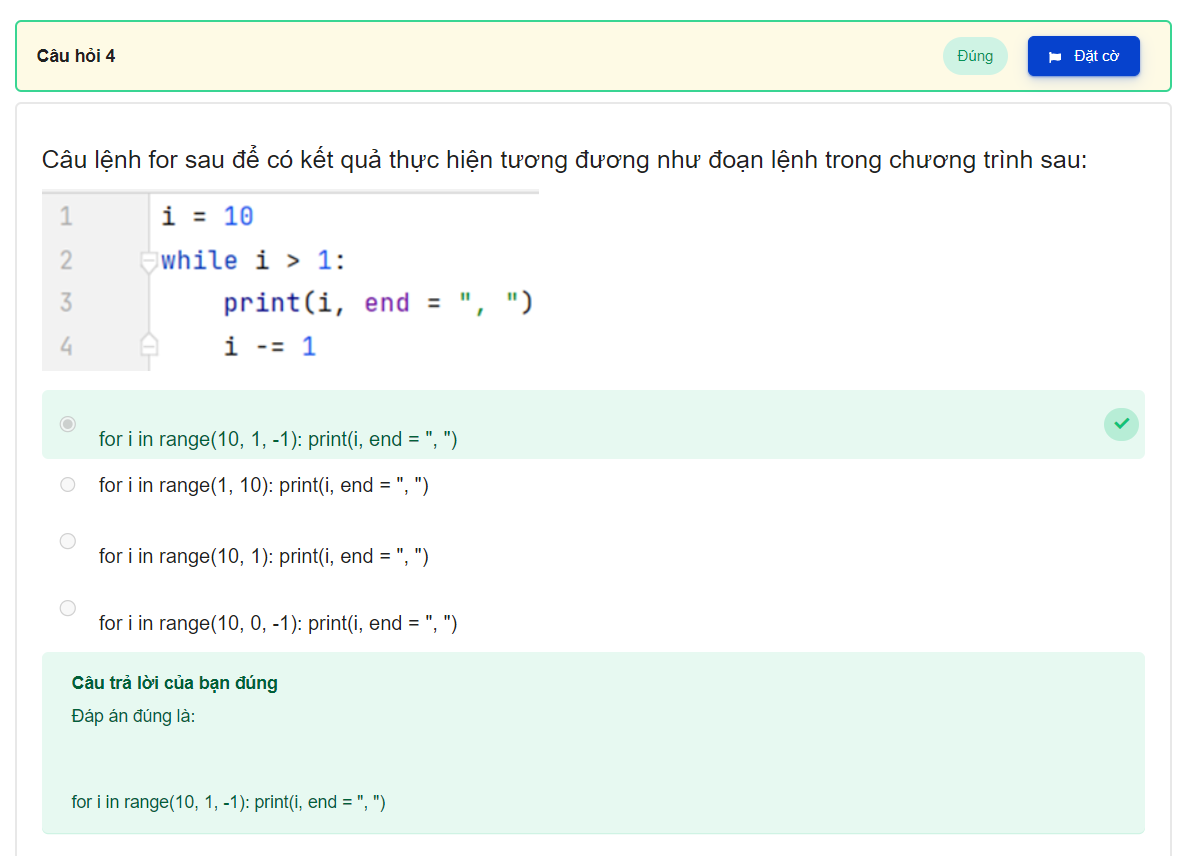 Câu hỏi 4
Đúng
Đặt cờ
Câu lệnh for sau để có kết quả thực hiện tương đương như đoạn lệnh trong chương trình sau:
1 i = 10
2 while i > 1:
3 print(i, end = ", ")
4 i -= 1
for i in range(10, 1, -1): print(i, end = ", ")
for i in range(1, 10): print(i, end = ", ")
for i in range(10, 1): print(i, end = ", ")
for i in range(10, 0, -1): print(i, end = ", ")
Câu trả lời của bạn đúng
Đáp án đúng là:
for i in range(10, 1, -1): print(i, end = ", ")